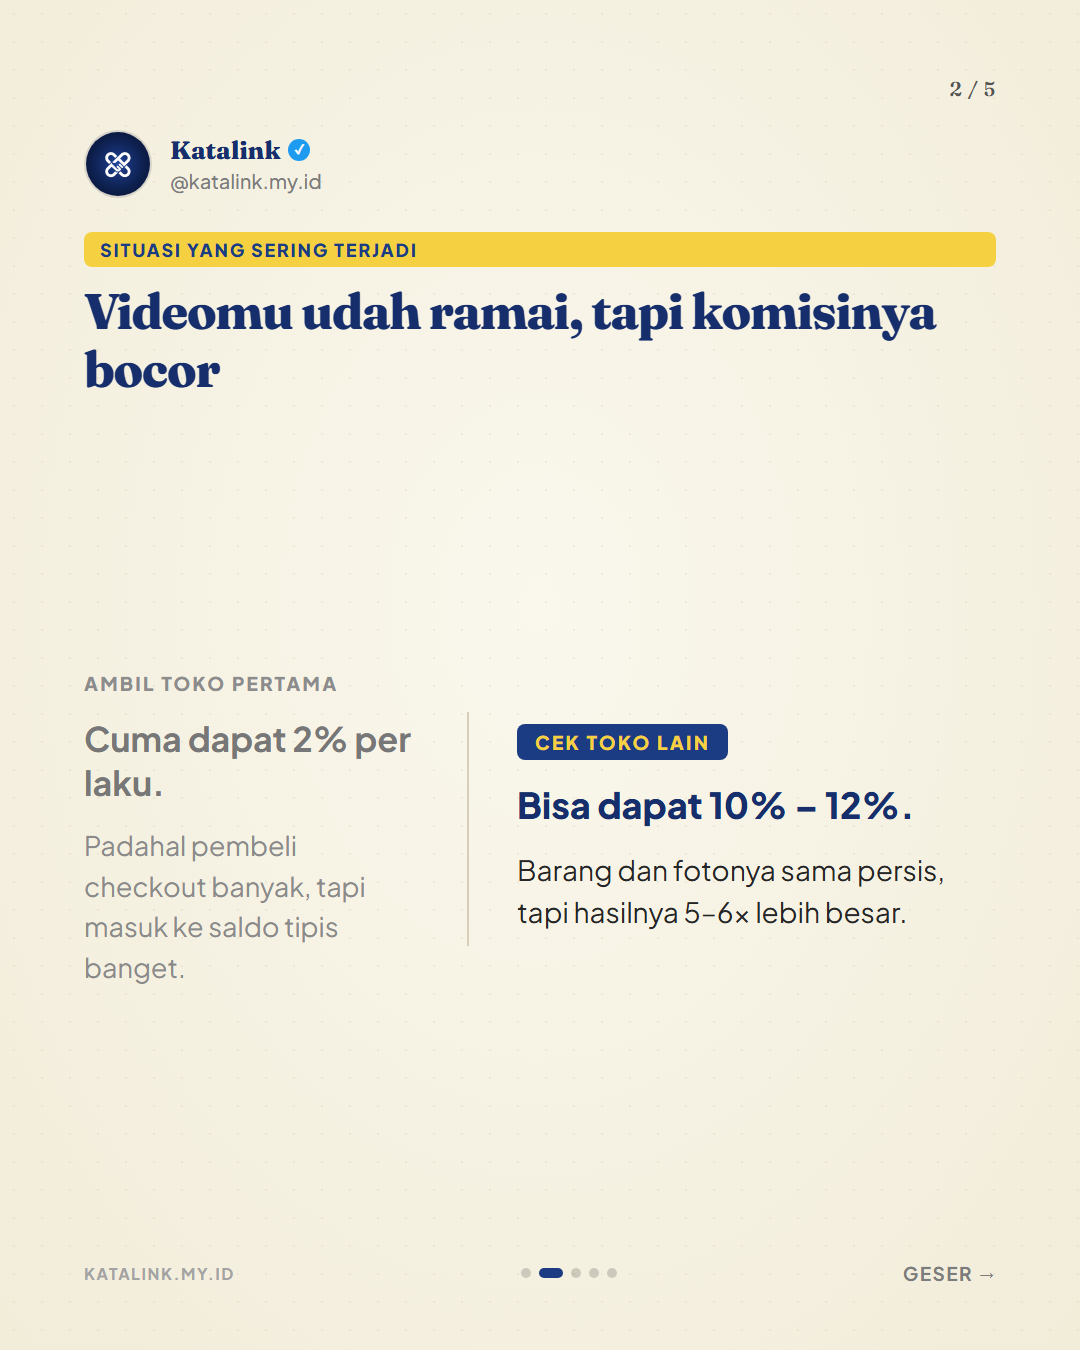 2 / 5
Katalink
@katalink.my.id
SITUASI YANG SERING TERJADI
Videomu udah ramai, tapi komisinya
bocor
AMBIL TOKO PERTAMA
Cuma dapat 2% per
laku.
Padahal pembeli
checkout banyak, tapi
masuk ke saldo tipis
banget.
CEK TOKO LAIN
Bisa dapat 10% – 12%.
Barang dan fotonya sama persis,
tapi hasilnya 5–6× lebih besar.
KATALINK.MY.ID
GESER →